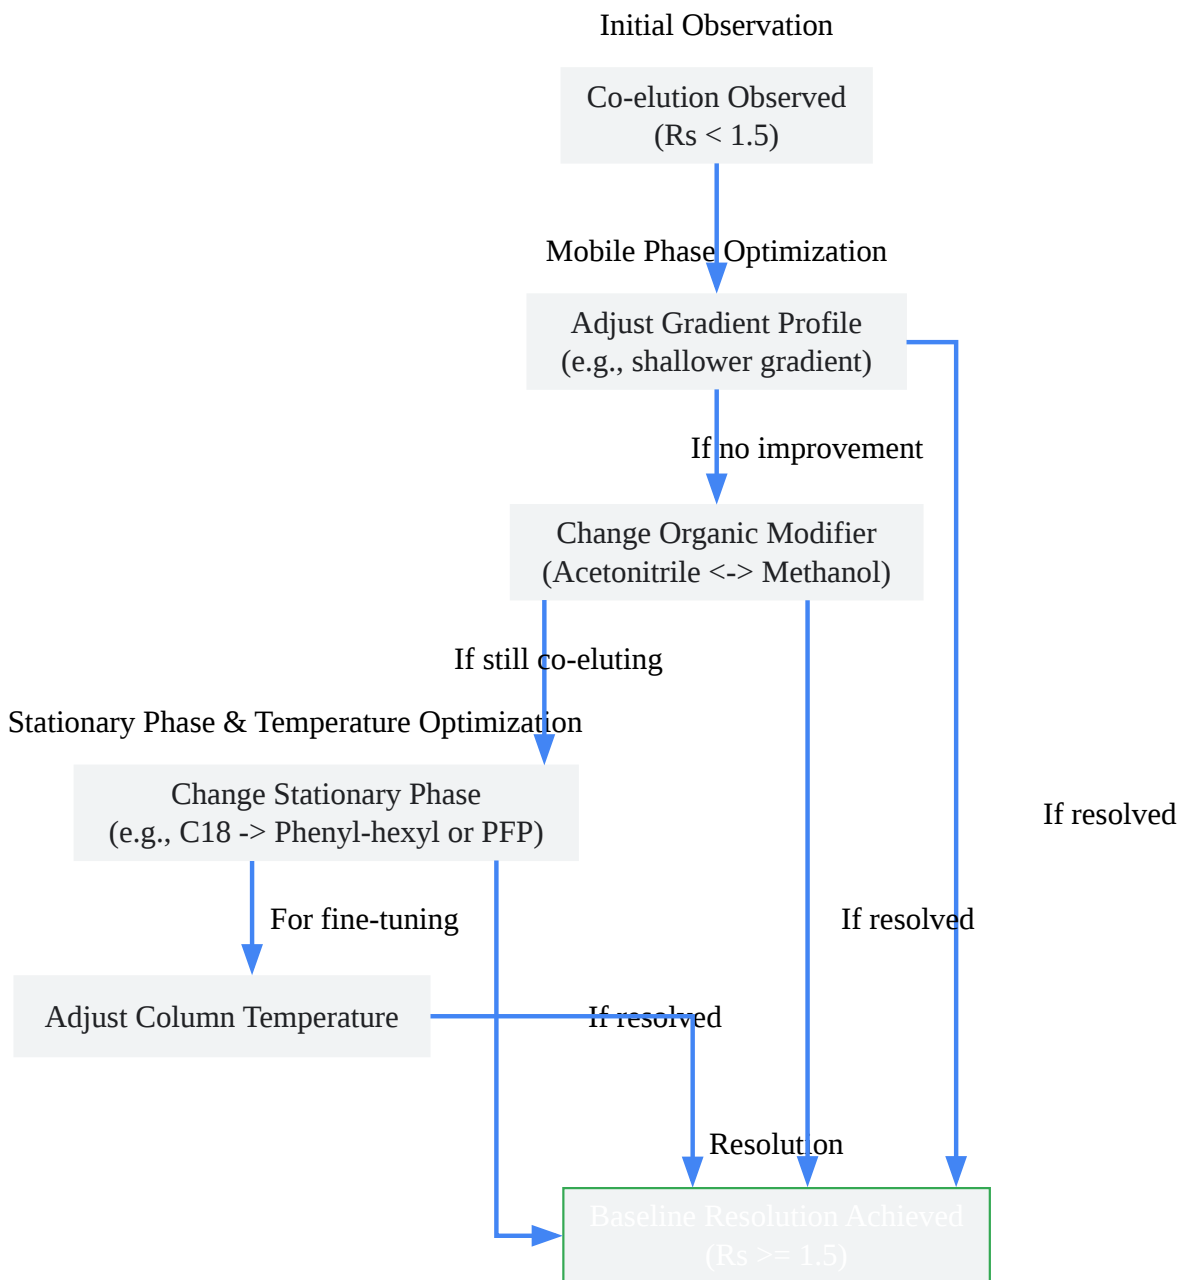 Initial Observation
Co-elution Observed
(Rs < 1.5)
Mobile Phase Optimization
Adjust Gradient Profile
(e.g., shallower gradient)
If no improvement
Change Organic Modifier
(Acetonitrile <-> Methanol)
If still co-eluting
Stationary Phase & Temperature Optimization
Change Stationary Phase
(e.g., C18 -> Phenyl-hexyl or PFP)
If resolved
For fine-tuning
If resolved
Adjust Column Temperature
If resolved
Resolution
Baseline Resolution Achieved
(Rs >= 1.5)